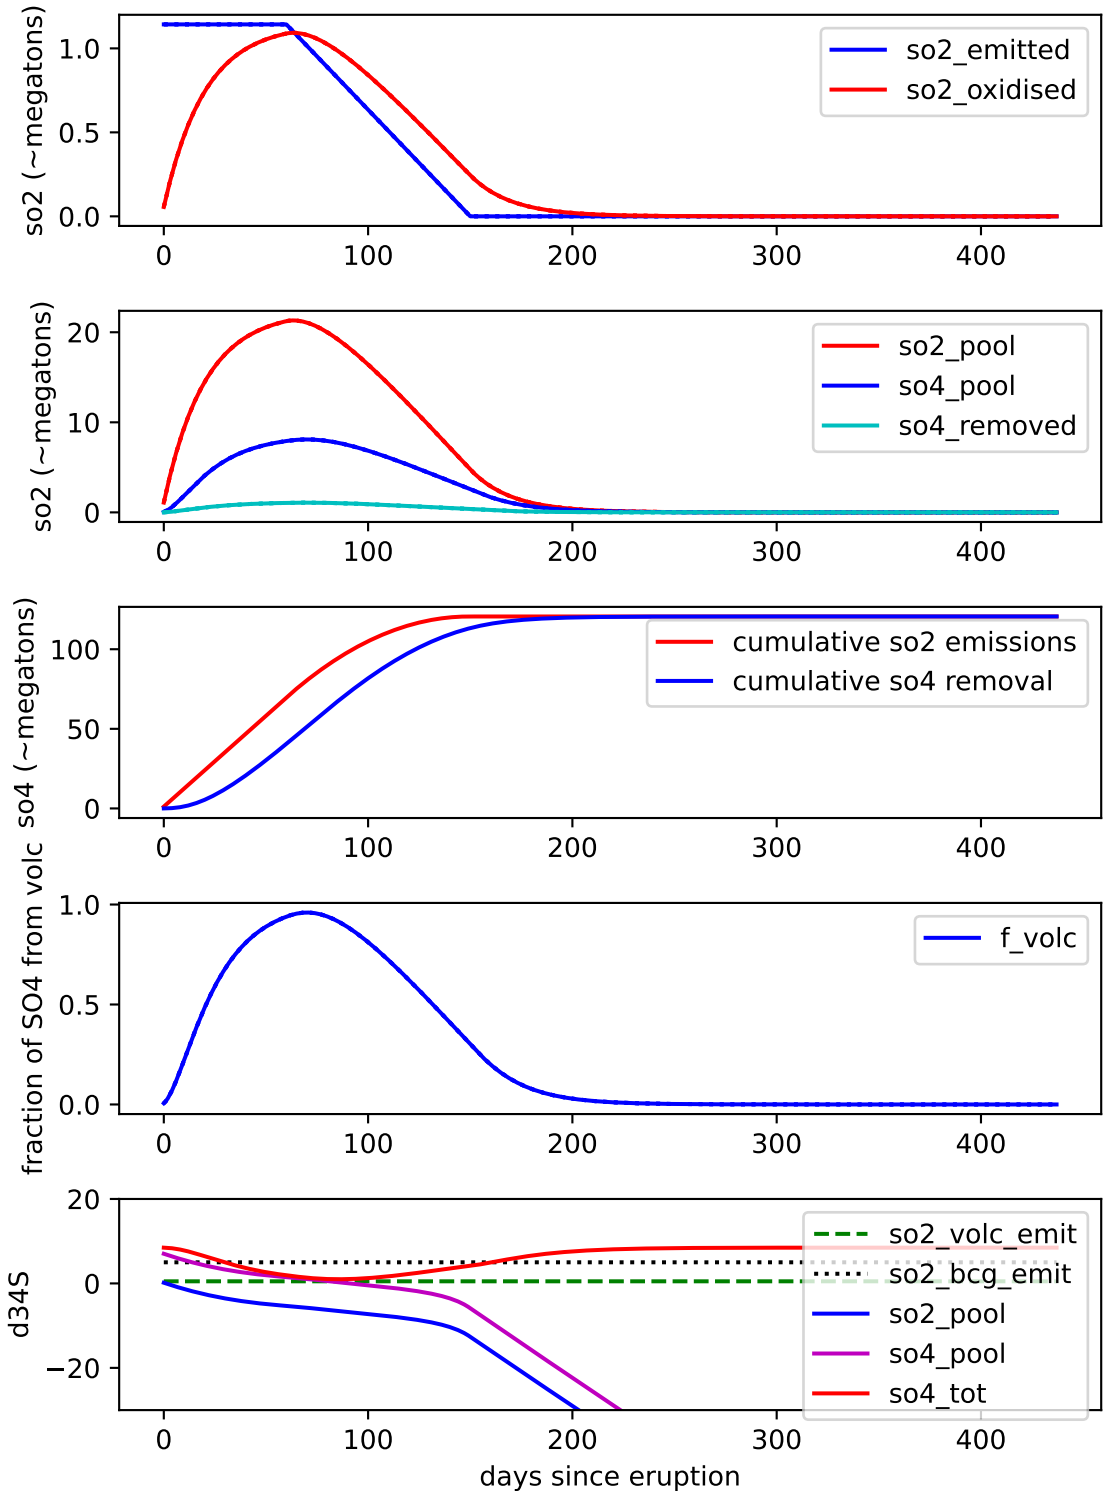 so2 (~megatons)
1.0
0.5
0.0
so2_emitted
so2_oxidised
0 100 200 300 400
so2 (~megatons)
20
10
0
so2_pool
so4_pool
so4_removed
0 100 200 300 400
so4 (~megatons)
100
50
0
cumulative so2 emissions
cumulative so4 removal
0 100 200 300 400
fraction of SO4 from volc
1.0
0.5
0.0
f_volc
0 100 200 300 400
d34S
20
0
−20
so2_volc_emit
so2_bcg_emit
so2_pool
so4_pool
so4_tot
0 100 200 300 400
days since eruption